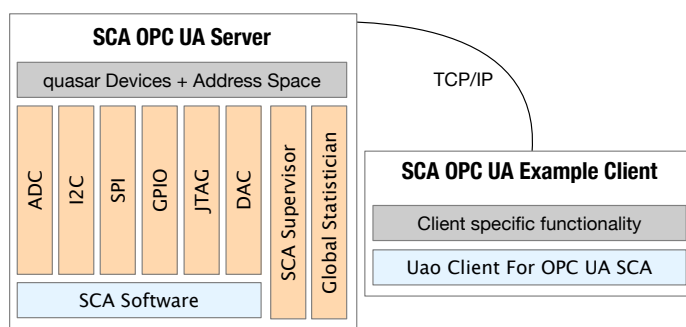 SCA OPC UA Server
quasar Devices + Address Space
ADC
I2C
SPI
GPIO
JTAG
DAC
SCA Supervisor
Global Statistician
SCA Software
TCP/IP
SCA OPC UA Example Client
Client specific functionality
Uao Client For OPC UA SCA